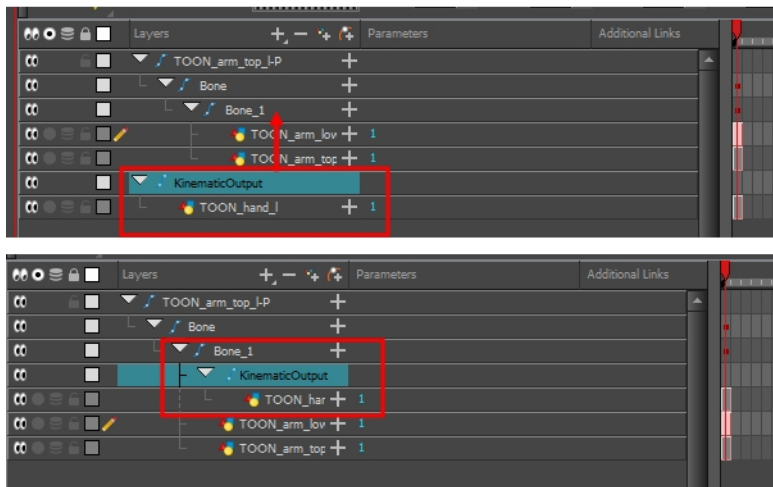 Layers Parameters Additional Links
TOON_arm_top_l-P
Bone
Bone_1
TOON_arm_lov 1
TOON_arm_top 1
KinematicOutput
TOON_hand_l 1
Layers Parameters Additional Links
TOON_arm_top_l-P
Bone
Bone_1
KinematicOutput
TOON_har 1
TOON_arm_lov 1
TOON_arm_top 1